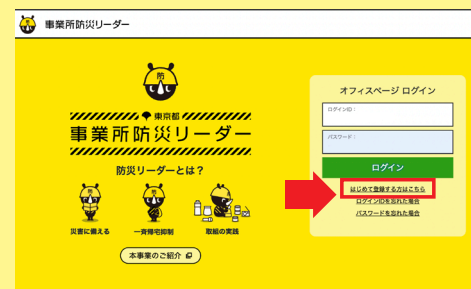 事業所防災リーダー
防
東京都
事業所防災リーダー
防災リーダーとは？
災害に備える
一斉帰宅抑制
取組の実践
本事業のご紹介
オフィスページ ログイン
ログインID：
パスワード：
ログイン
はじめて登録する方はこちら
ログインIDを忘れた場合
パスワードを忘れた場合